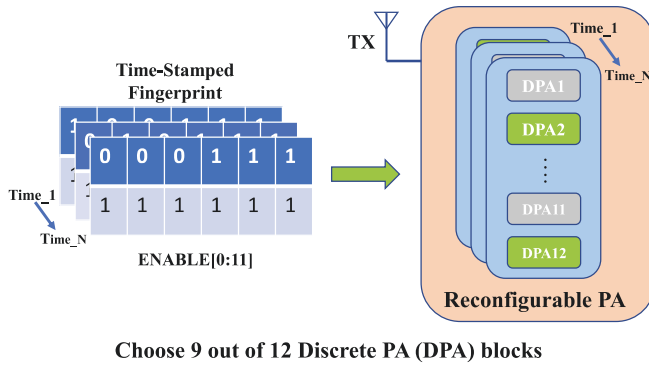 Time-Stamped
Fingerprint
0 0 0 1 1 1
1 1 1 1 1 1
Time_1
Time_N
ENABLE[0:11]
TX
Time_1
Time_N
DPA1
DPA2
DPA11
DPA12
Reconfigurable PA
Choose 9 out of 12 Discrete PA (DPA) blocks